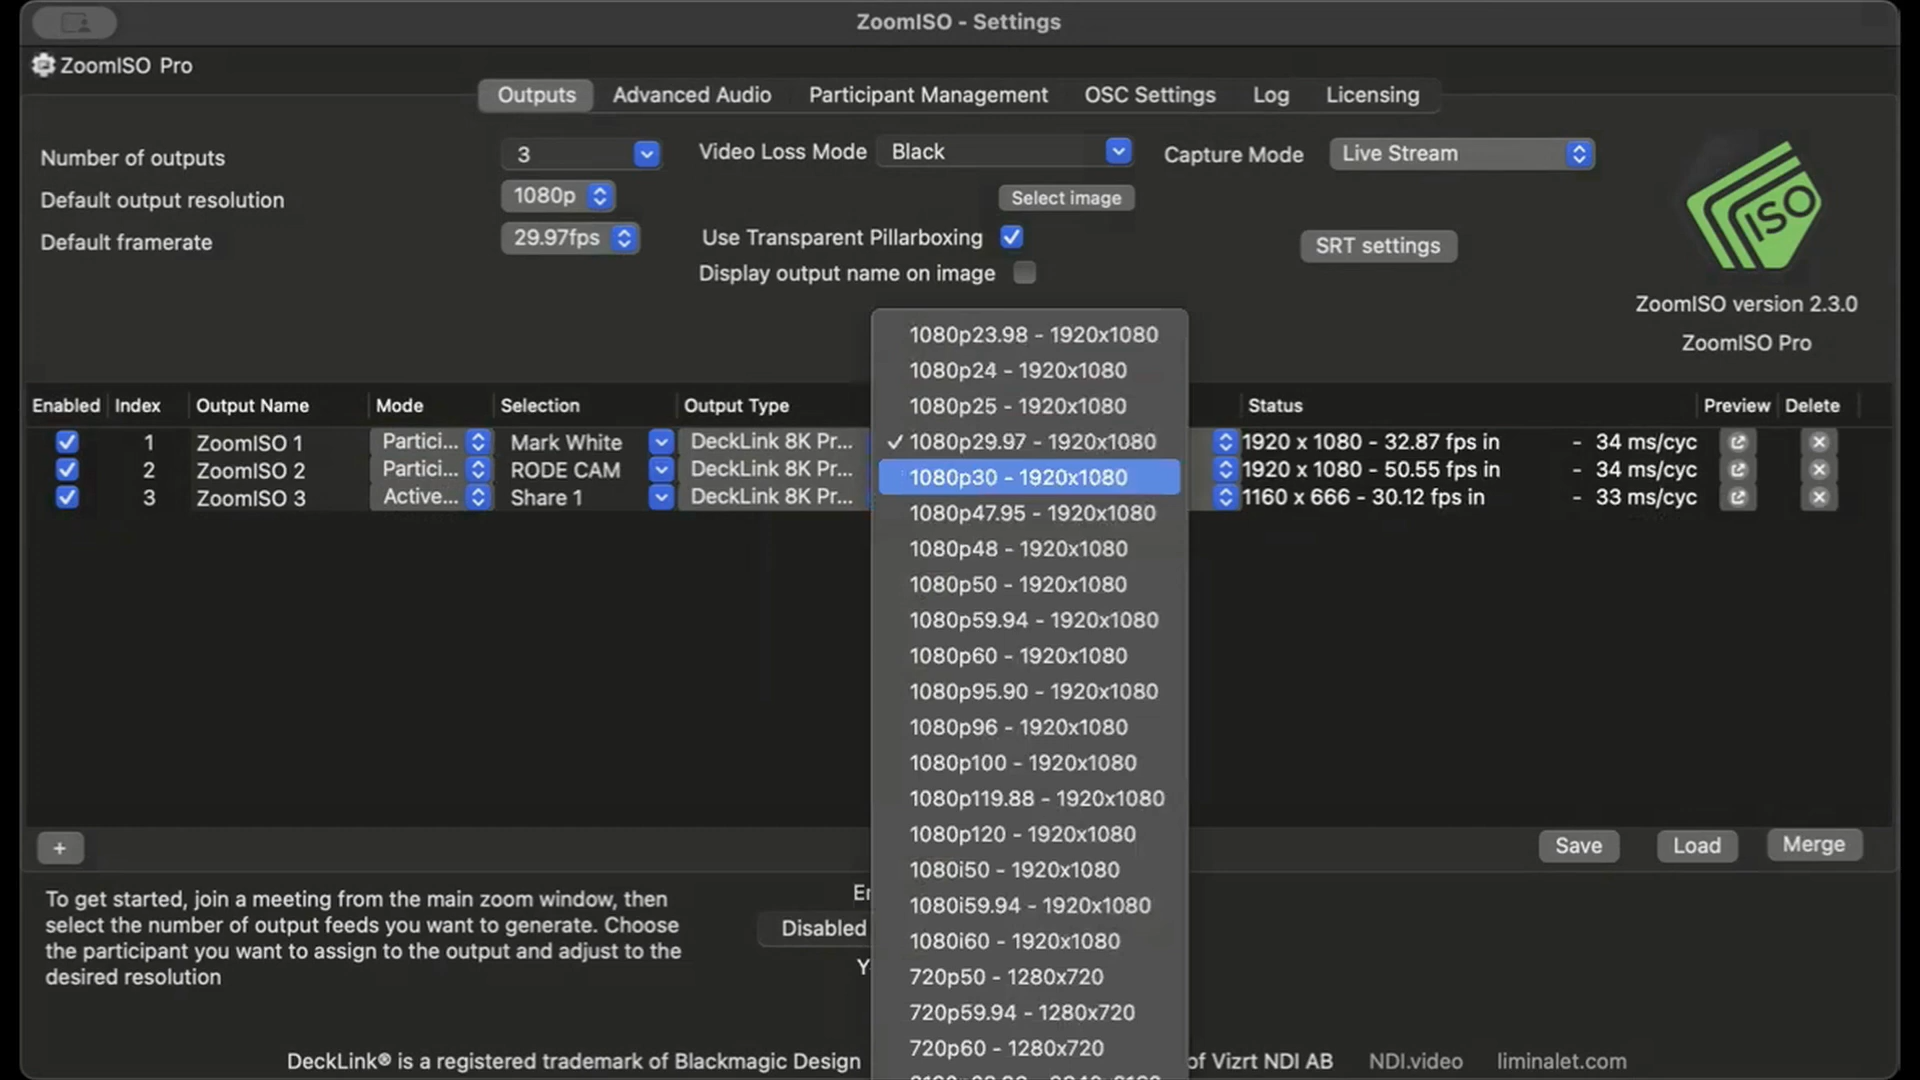 ZoomISO - Settings
ZoomISO Pro
Outputs
Advanced Audio
Participant Management
OSC Settings
Log
Licensing
Number of outputs
3
Video Loss Mode
Black
Capture Mode
Live Stream
Default output resolution
1080p
Select image
Default framerate
29.97fps
Use Transparent Pillarboxing
SRT settings
Display output name on image
ISO
ZoomISO version 2.3.0
ZoomISO Pro
Enabled
Index
Output Name
Mode
Selection
Output Type
Status
Preview
Delete
1 ZoomISO 1 Partici... Mark White DeckLink 8K Pr... 1920 x 1080 - 32.87 fps in - 34 ms/cyc
2 ZoomISO 2 Partici... RODE CAM DeckLink 8K Pr... 1920 x 1080 - 50.55 fps in - 34 ms/cyc
3 ZoomISO 3 Active... Share 1 DeckLink 8K Pr... 1160 x 666 - 30.12 fps in - 33 ms/cyc
1080p23.98 - 1920x1080
1080p24 - 1920x1080
1080p25 - 1920x1080
✓ 1080p29.97 - 1920x1080
1080p30 - 1920x1080
1080p47.95 - 1920x1080
1080p48 - 1920x1080
1080p50 - 1920x1080
1080p59.94 - 1920x1080
1080p60 - 1920x1080
1080p95.90 - 1920x1080
1080p96 - 1920x1080
1080p100 - 1920x1080
1080p119.88 - 1920x1080
1080p120 - 1920x1080
1080i50 - 1920x1080
1080i59.94 - 1920x1080
1080i60 - 1920x1080
720p50 - 1280x720
720p59.94 - 1280x720
720p60 - 1280x720
+
Save
Load
Merge
To get started, join a meeting from the main zoom window, then
select the number of output feeds you want to generate. Choose
the participant you want to assign to the output and adjust to the
desired resolution
Disabled
DeckLink® is a registered trademark of Blackmagic Design
of Vizrt NDI AB
NDI.video
liminalet.com